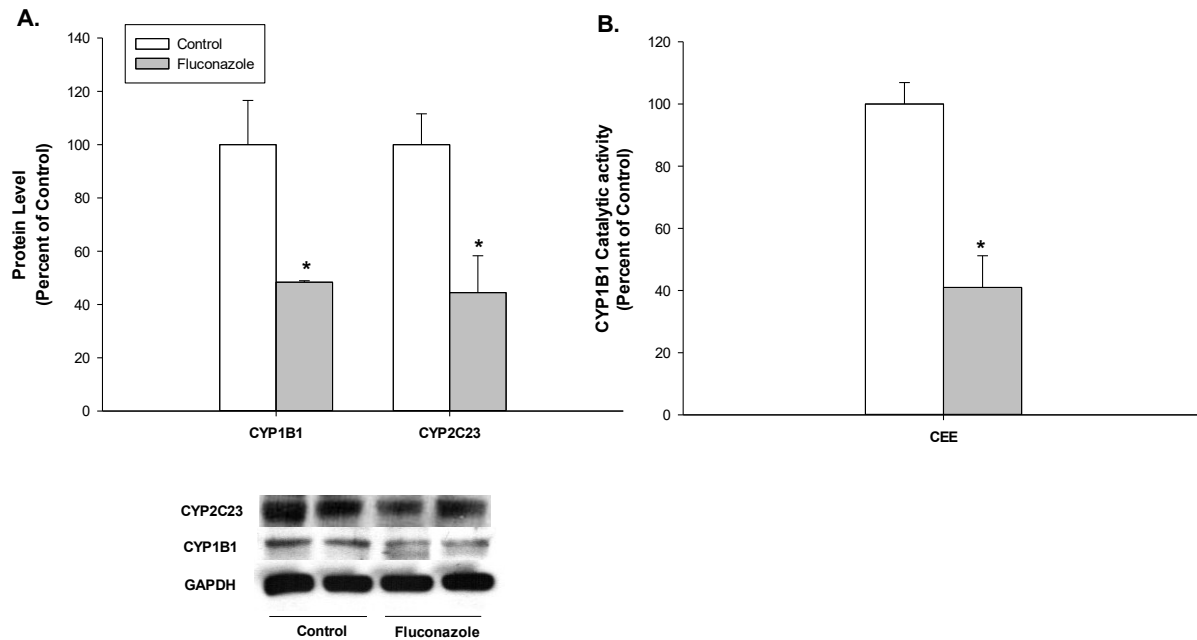 A.
Protein Level
(Percent of Control)
140
120
100
80
60
40
20
0
Control
Fluconazole
*
*
CYP1B1
CYP2C23
CYP2C23
CYP1B1
GAPDH
Control
Fluconazole
B.
CYP1B1 Catalytic activity
(Percent of Control)
120
100
80
60
40
20
0
*
CEE